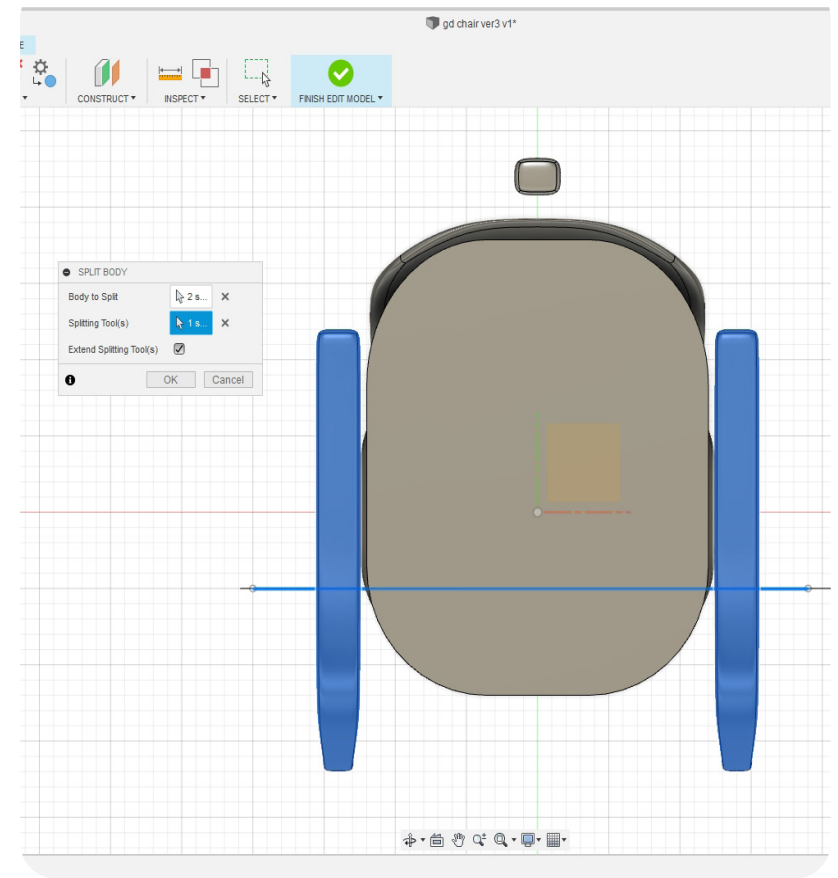 gd chair ver3 v1*
E
CONSTRUCT ▾ INSPECT ▾ SELECT ▾ FINISH EDIT MODEL ▾
SPLIT BODY
Body to Split 2 s...
Splitting Tool(s) 1 s...
Extend Splitting Tool(s)
OK Cancel